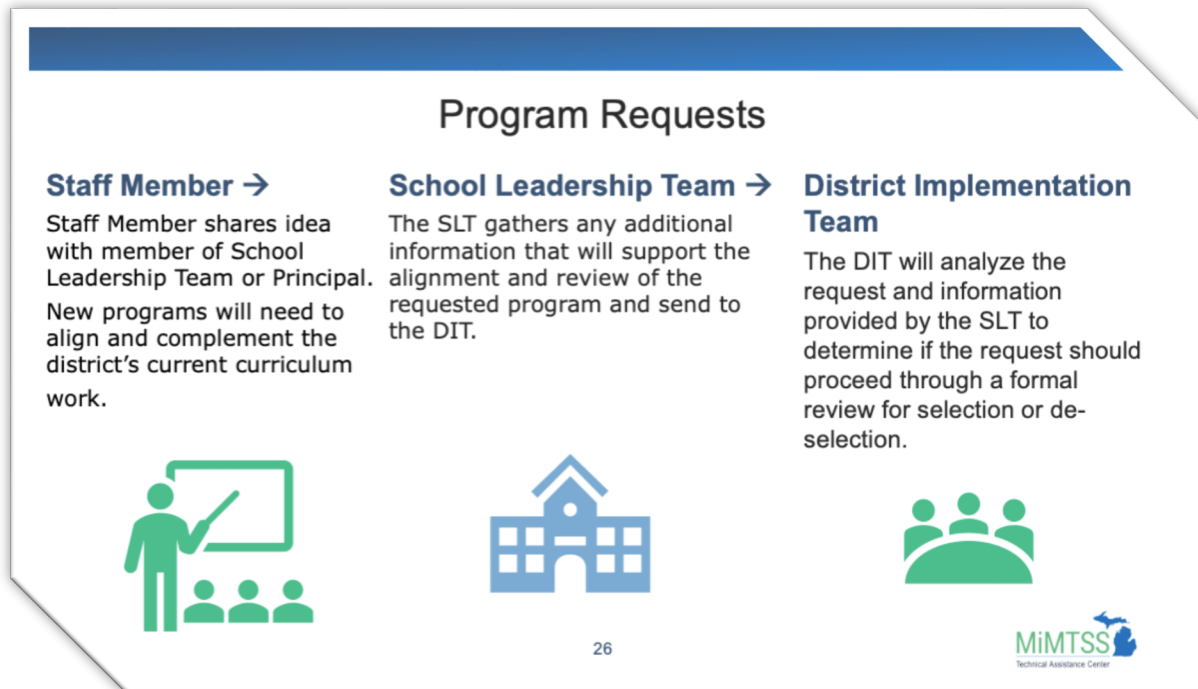 Program Requests
Staff Member →
Staff Member shares idea
with member of School
Leadership Team or Principal.
New programs will need to
align and complement the
district’s current curriculum
work.
School Leadership Team →
The SLT gathers any additional
information that will support the
alignment and review of the
requested program and send to
the DIT.
District Implementation
Team
The DIT will analyze the
request and information
provided by the SLT to
determine if the request should
proceed through a formal
review for selection or de-
selection.
26
MiMTSS
Technical Assistance Center